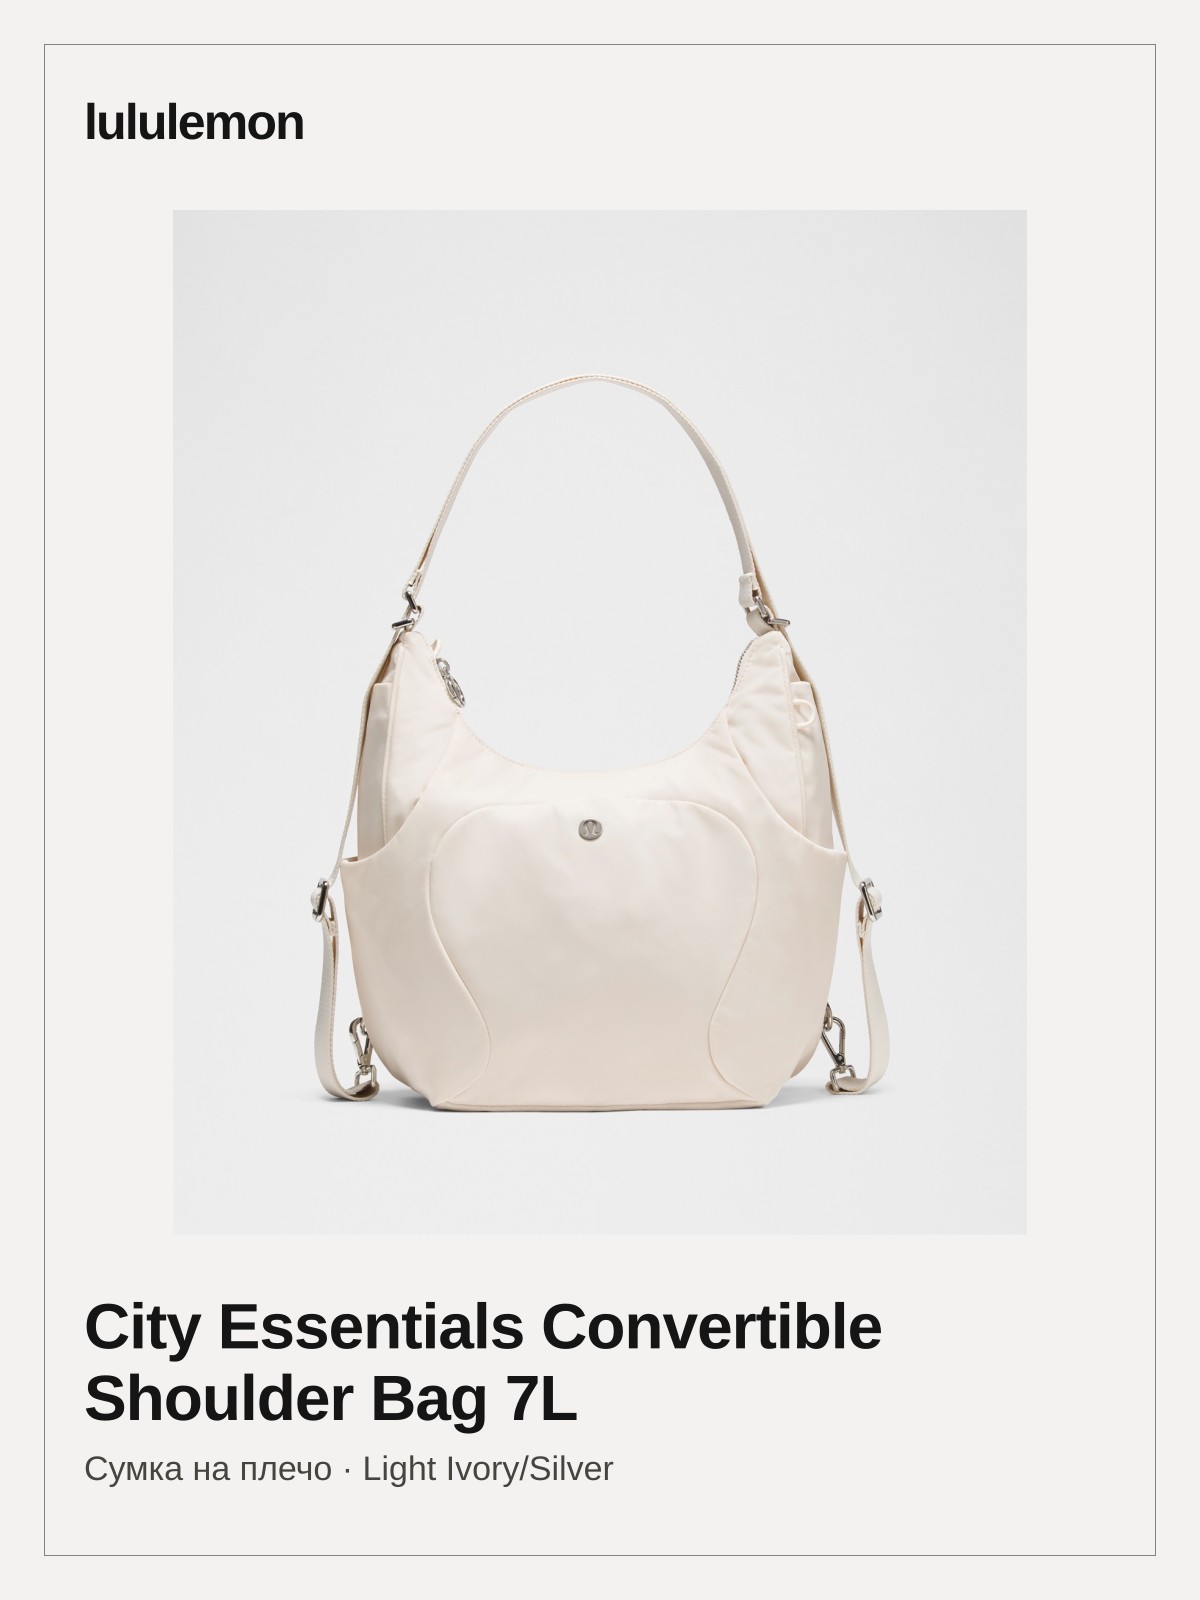 lululemon
City Essentials Convertible
Shoulder Bag 7L
Сумка на плечо · Light Ivory/Silver